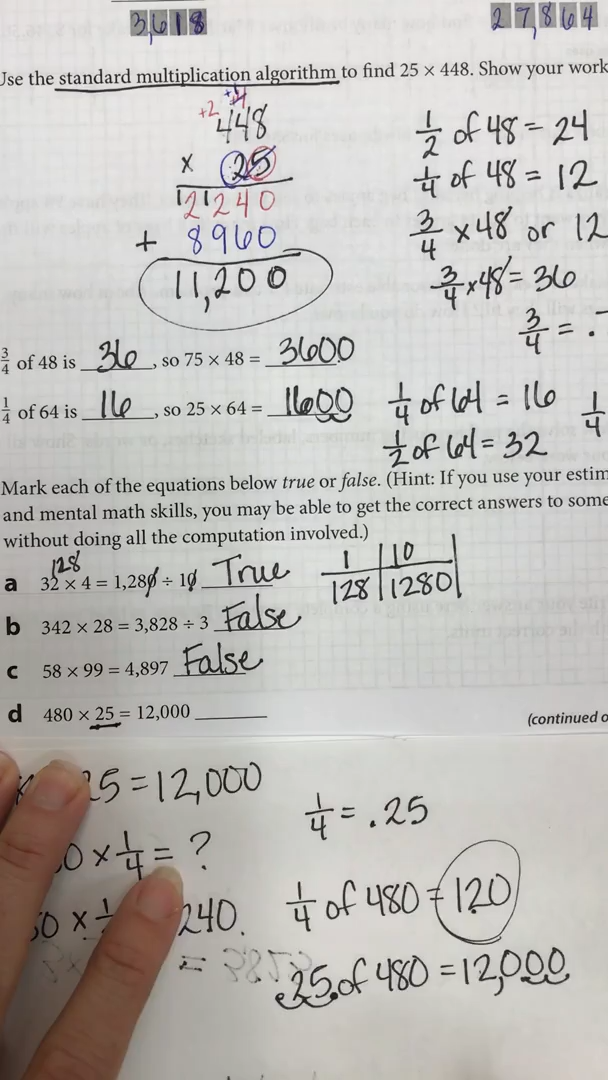 3,618
27,864
Use the standard multiplication algorithm to find 25 × 448. Show your work
+2 +4
448
× 25
21240
+ 8960
11,200
1/2 of 48 = 24
1/4 of 48 = 12
3/4 × 48 or 12
3/4 × 48 = 36
3/4 = .
3/4 of 48 is 36, so 75 × 48 = 3600
1/4 of 64 is 16, so 25 × 64 = 1600
1/4 of 64 = 16
1/4
1/2 of 64 = 32
Mark each of the equations below true or false. (Hint: If you use your estim
and mental math skills, you may be able to get the correct answers to some
without doing all the computation involved.)
128
a 32 × 4 = 1,280 ÷ 10 True
1 10
128 1280
b 342 × 28 = 3,828 ÷ 3 False
c 58 × 99 = 4,897 False
d 480 × 25 = 12,000
(continued o
25 = 12,000
1/4 = .25
0 × 1/4 = ?
1/4 of 480 = 120
0 × 240.
.25 of 480 = 12,000